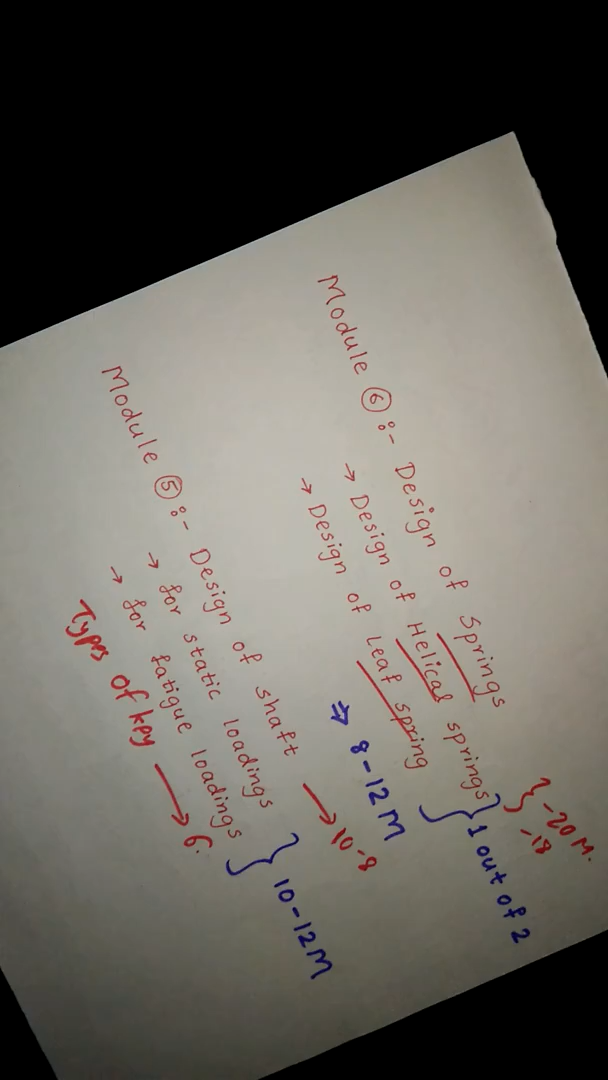 Module ⑥ :- Design of Springs } -20 M.
-18
→ Design of Helical springs
→ Design of Leaf spring } 1 out of 2
⇒ 8-12 M
Module ⑤ :- Design of shaft → 10-8
→ for static loadings
→ for fatigue loadings } 10-12M
Types of key → 6.